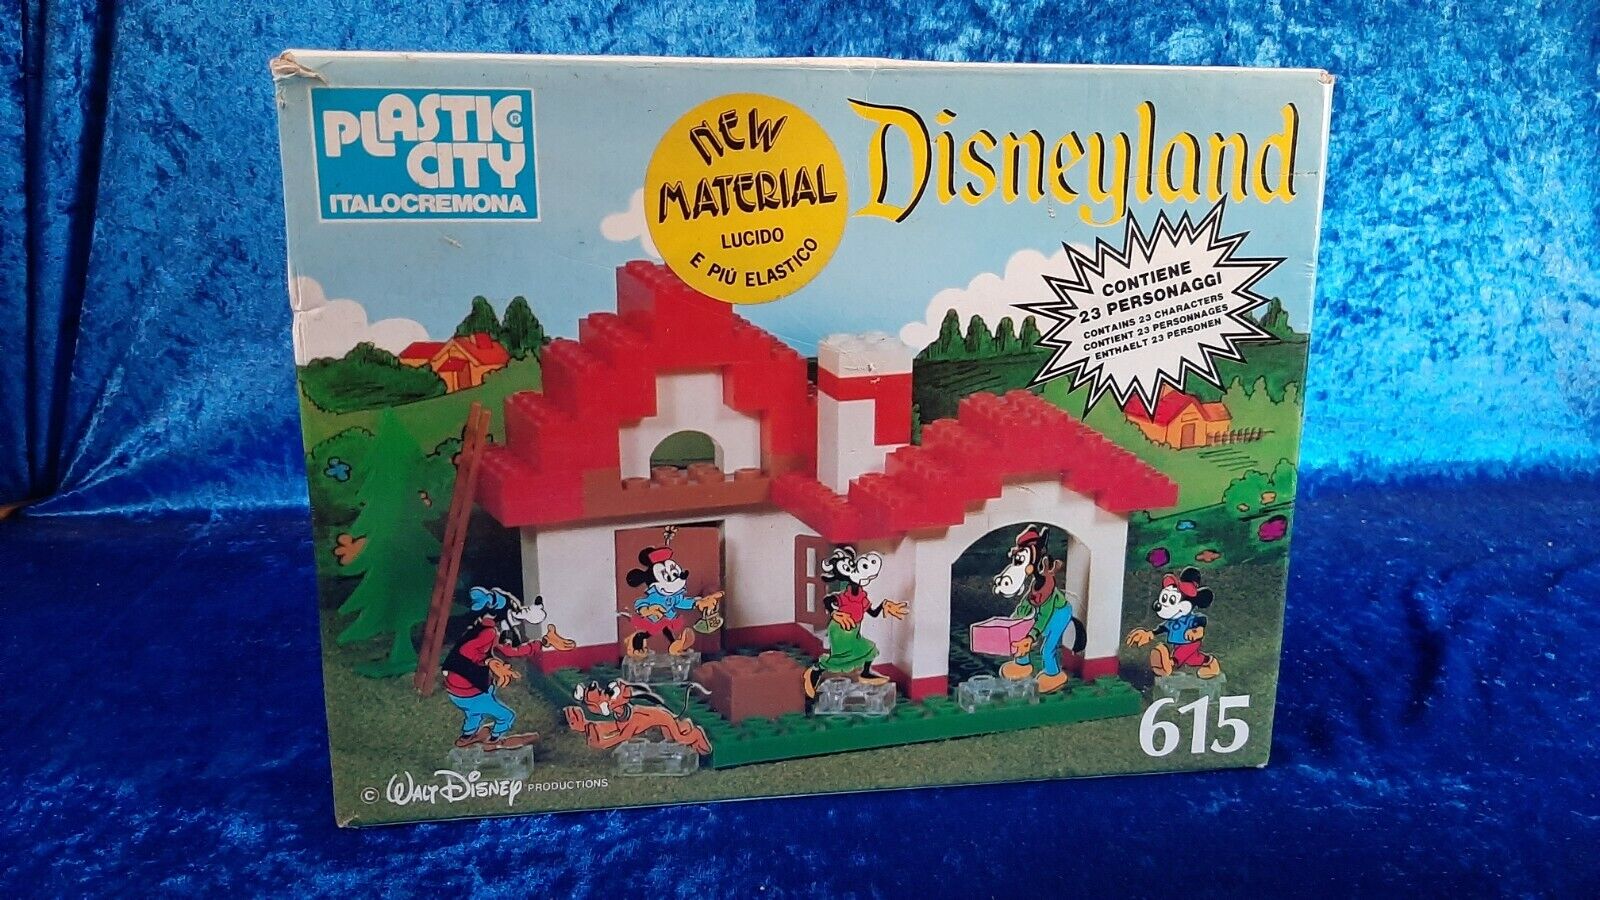 PLASTIC®
CITY
ITALOCREMONA
NEW
MATERIAL
LUCIDO
E PIÙ ELASTICO
Disneyland
CONTIENE
23 PERSONAGGI
CONTAINS 23 CHARACTERS
CONTIENT 23 PERSONNAGES
ENTHAELT 23 PERSONEN
615
© WALT DISNEY PRODUCTIONS